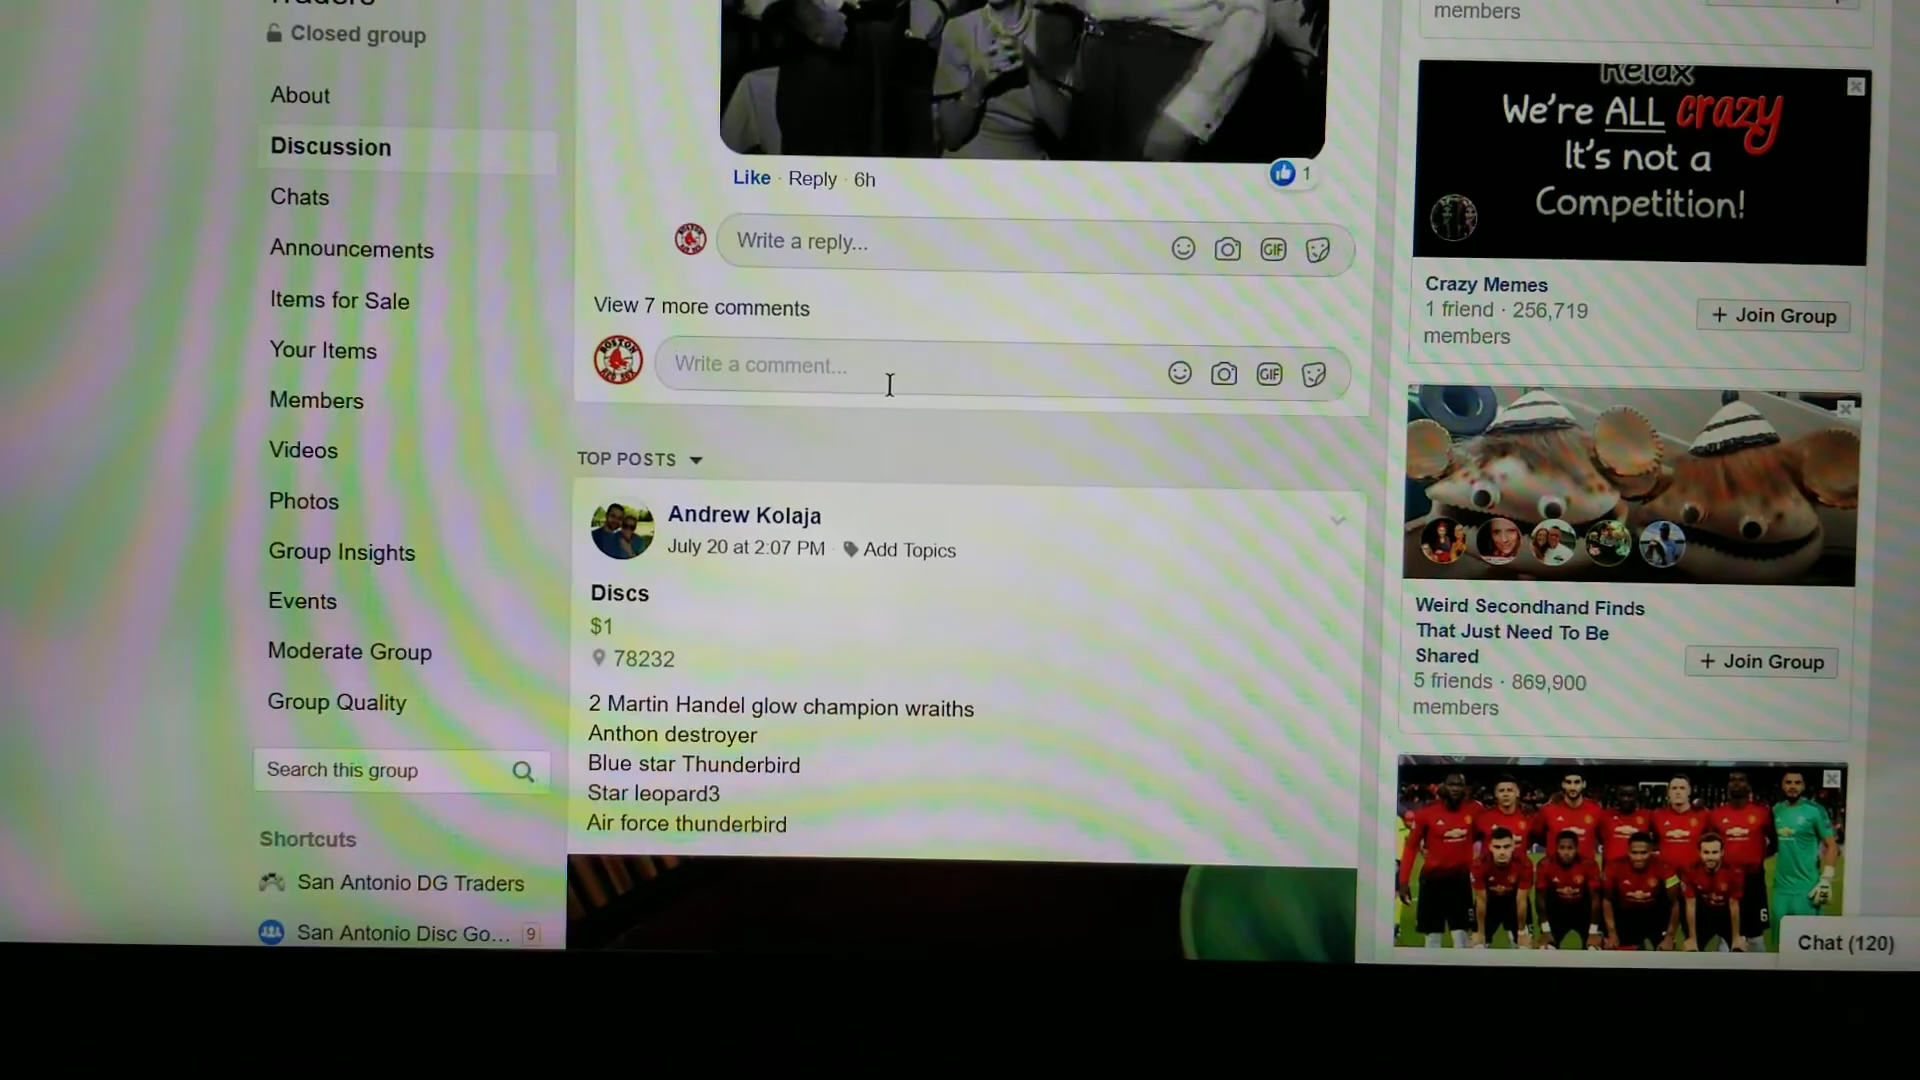 Closed group
About
Discussion
Chats
Announcements
Items for Sale
Your Items
Members
Videos
Photos
Group Insights
Events
Moderate Group
Group Quality
Search this group
Shortcuts
San Antonio DG Traders
San Antonio Disc Go... 9
Like · Reply · 6h
1
Write a reply...
GIF
View 7 more comments
BOSTON
Write a comment...
GIF
TOP POSTS
Andrew Kolaja
July 20 at 2:07 PM · Add Topics
Discs
$1
78232
2 Martin Handel glow champion wraiths
Anthon destroyer
Blue star Thunderbird
Star leopard3
Air force thunderbird
members
Relax
We're ALL crazy
It's not a
Competition!
Crazy Memes
1 friend · 256,719
members
+ Join Group
Weird Secondhand Finds
That Just Need To Be
Shared
5 friends · 869,900
members
+ Join Group
Chat (120)